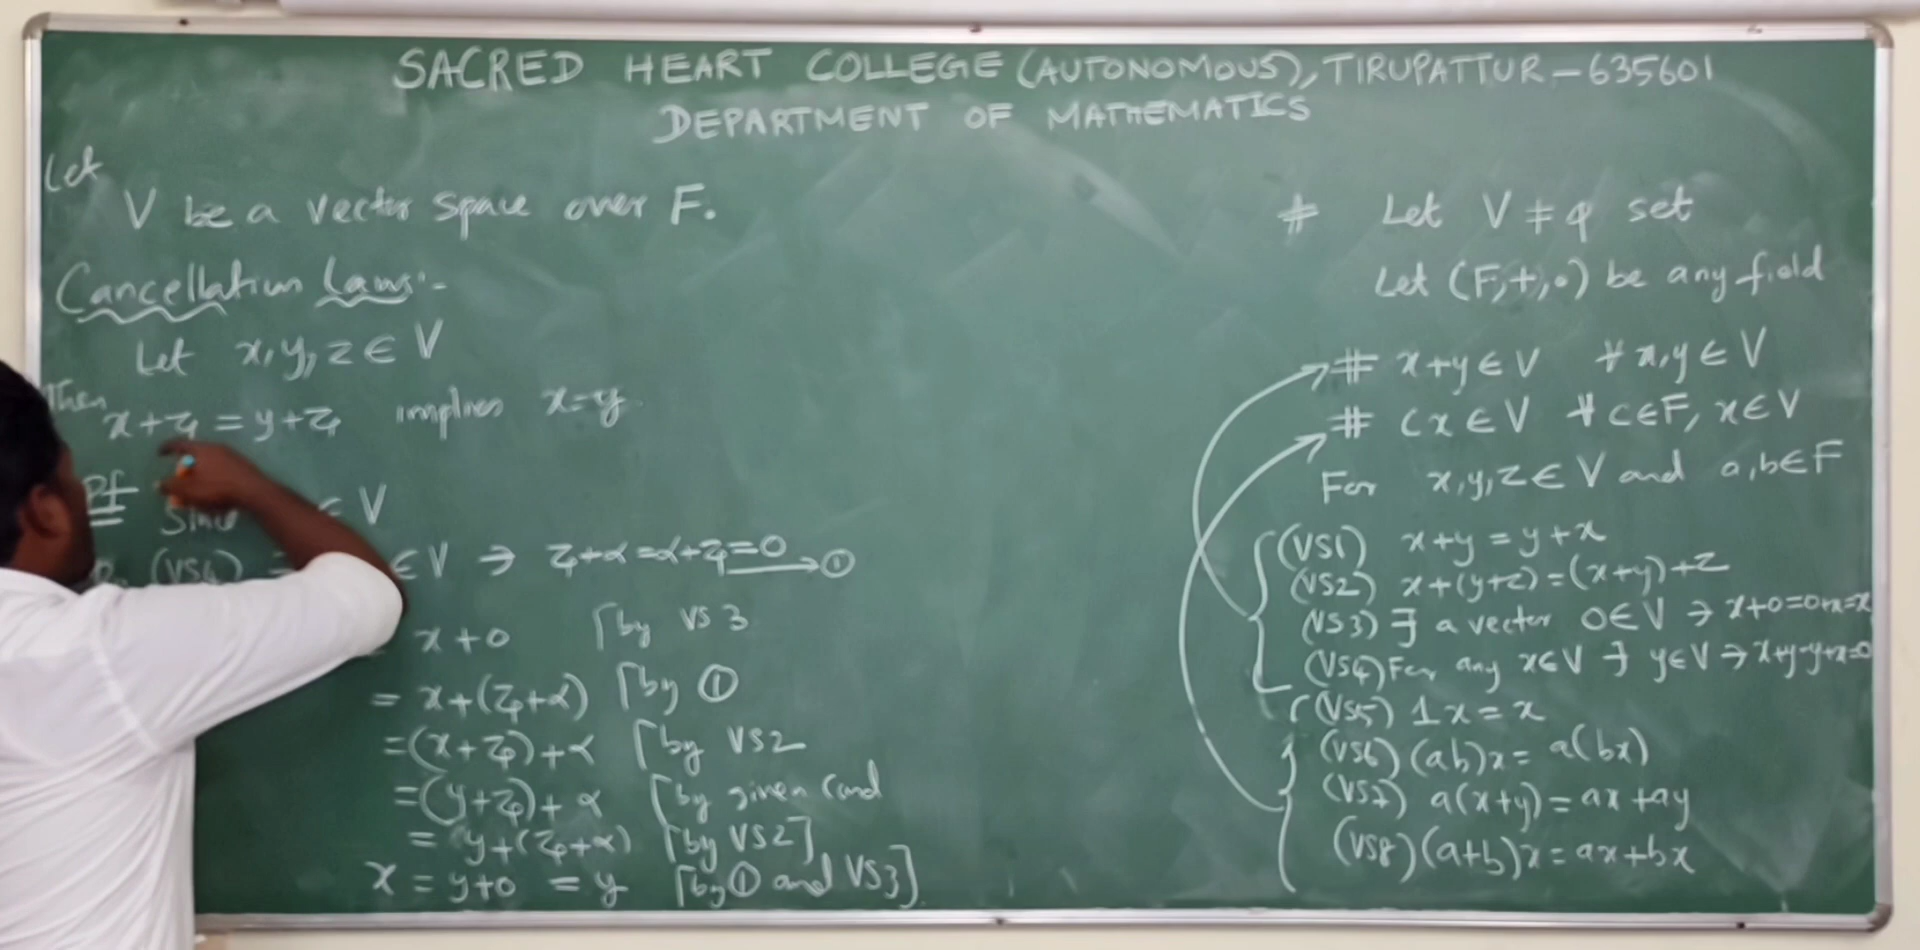 SACRED HEART COLLEGE (AUTONOMOUS), TIRUPATTUR – 635601
DEPARTMENT OF MATHEMATICS
Let
V be a vector space over F.
Cancellation Laws:-
Let x, y, z ∈ V
Then
x+z = y+z implies x=y
Pf
Since ∈ V
(VS4) ∈ V ⇒ z+α=α+z=0 → ①
x+0 [by VS3
= x+(z+α) [by ①
=(x+z)+α [by VS2
=(y+z)+α [by given cond
= y+(z+α) [by VS2]
x = y+0 = y [by ① and VS3]
# Let V ≠ φ set
Let (F,+,·) be any field
# x+y ∈ V ∀ x,y ∈ V
# cx ∈ V ∀ c∈F, x∈V
For x,y,z ∈ V and a,b∈F
(VS1) x+y = y+x
(VS2) x+(y+z)=(x+y)+z
(VS3) ∃ a vector 0∈V ⇒ x+0=0+x=x
(VS4) For any x∈V ∃ y∈V ⇒ x+y=y+x=0
(VS5) 1x = x
(VS6) (ab)x = a(bx)
(VS7) a(x+y)=ax+ay
(VS8) (a+b)x=ax+bx